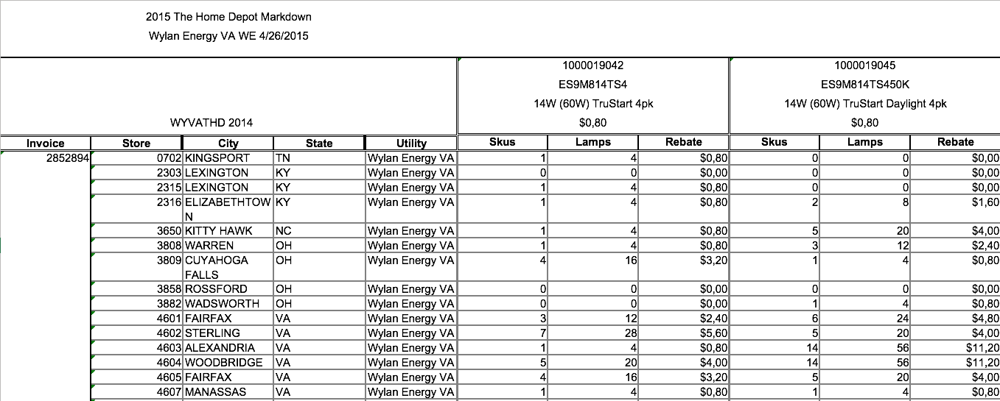 2015 The Home Depot Markdown
Wylan Energy VA WE 4/26/2015
1000019042 1000019045
ES9M814TS4 ES9M814TS450K
14W (60W) TruStart 4pk 14W (60W) TruStart Daylight 4pk
WYVATHD 2014 $0,80 $0,80
Invoice Store City State Utility Skus Lamps Rebate Skus Lamps Rebate
2852894 0702 KINGSPORT TN Wylan Energy VA 1 4 $0,80 0 0 $0,00
2303 LEXINGTON KY Wylan Energy VA 0 0 $0,00 0 0 $0,00
2315 LEXINGTON KY Wylan Energy VA 1 4 $0,80 0 0 $0,00
2316 ELIZABETHTOW KY Wylan Energy VA 1 4 $0,80 2 8 $1,60
N
3650 KITTY HAWK NC Wylan Energy VA 1 4 $0,80 5 20 $4,00
3808 WARREN OH Wylan Energy VA 1 4 $0,80 3 12 $2,40
3809 CUYAHOGA OH Wylan Energy VA 4 16 $3,20 1 4 $0,80
FALLS
3858 ROSSFORD OH Wylan Energy VA 0 0 $0,00 0 0 $0,00
3882 WADSWORTH OH Wylan Energy VA 0 0 $0,00 1 4 $0,80
4601 FAIRFAX VA Wylan Energy VA 3 12 $2,40 6 24 $4,80
4602 STERLING VA Wylan Energy VA 7 28 $5,60 5 20 $4,00
4603 ALEXANDRIA VA Wylan Energy VA 1 4 $0,80 14 56 $11,20
4604 WOODBRIDGE VA Wylan Energy VA 5 20 $4,00 14 56 $11,20
4605 FAIRFAX VA Wylan Energy VA 4 16 $3,20 5 20 $4,00
4607 MANASSAS VA Wylan Energy VA 1 4 $0,80 1 4 $0,80